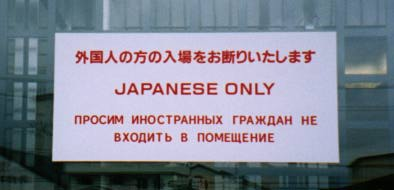 外国人の方の入場をお断りいたします
JAPANESE ONLY
ПРОСИМ ИНОСТРАННЫХ ГРАЖДАН НЕ
ВХОДИТЬ В ПОМЕЩЕНИЕ